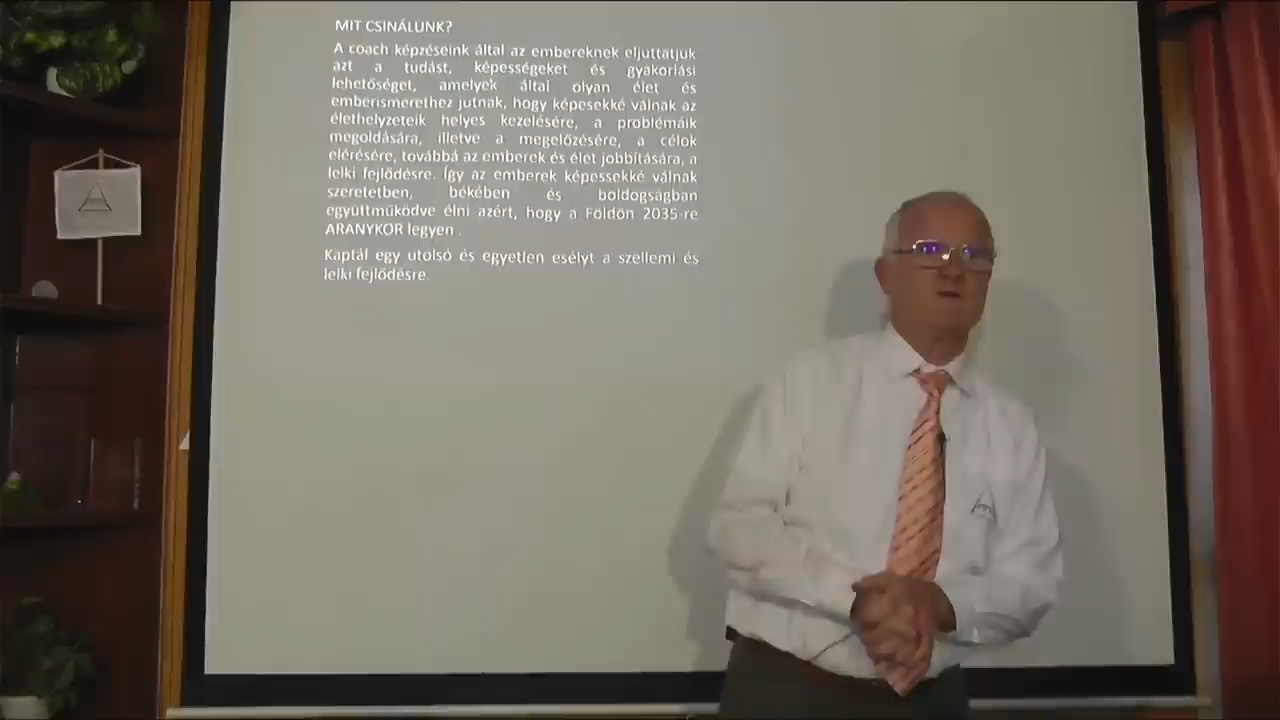 MIT CSINÁLUNK?
A coach képzéseink által az embereknek eljuttatjuk
azt a tudást, képességeket és gyakorlási
lehetőséget, amelyek által olyan élet és
emberismerethez jutnak, hogy képesekké válnak az
élethelyzeteik helyes kezelésére, a problémáik
megoldására, illetve a megelőzésére, a célok
elérésére, továbbá az emberek és élet jobbítására, a
lelki fejlődésre. Így az emberek képessekké válnak
szeretetben, békében és boldogságban
együttműködve élni azért, hogy a Földön 2035-re
ARANYKOR legyen .
Kaptál egy utolsó és egyetlen esélyt a szellemi és
lelki fejlődésre.